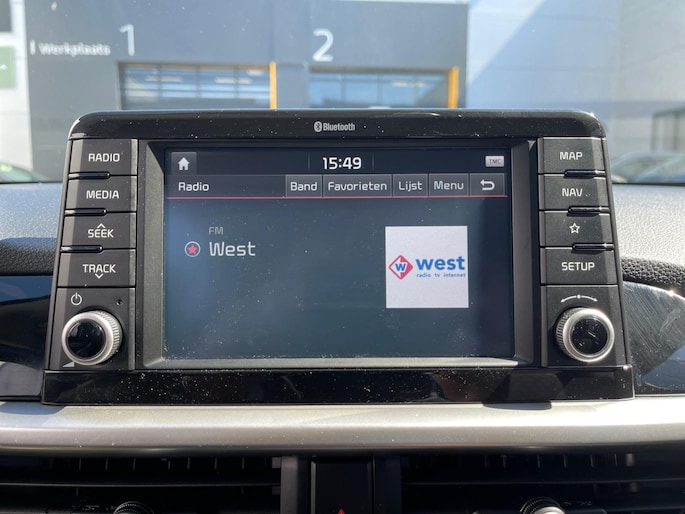 1
2
Werkplaats
Bluetooth
RADIO
MEDIA
SEEK
TRACK
15:49
TMC
Radio
Band
Favorieten
Lijst
Menu
FM
West
W west
radio tv internet
MAP
NAV
SETUP